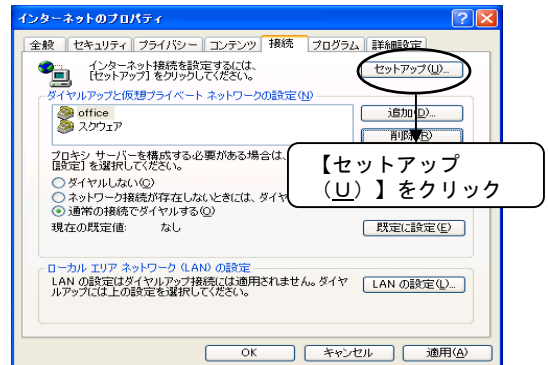 インターネットのプロパティ
全般 セキュリティ プライバシー コンテンツ 接続 プログラム 詳細設定
インターネット接続を設定するには、
[セットアップ] をクリックしてください。
セットアップ(U)...
ダイヤルアップと仮想プライベート ネットワークの設定(N)
office
スクウェア
追加(D)...
削除(R)
プロキシ サーバーを構成する必要がある場合は、
[設定] を選択してください。
【セットアップ
(U)】をクリック
ダイヤルしない(C)
ネットワーク接続が存在しないときには、ダイヤ
通常の接続でダイヤルする(O)
現在の既定値: なし
既定に設定(E)
ローカル エリア ネットワーク (LAN) の設定
LAN の設定はダイヤルアップ接続には適用されません。ダイヤ
ルアップには上の設定を選択してください。
LAN の設定(L)...
OK キャンセル 適用(A)